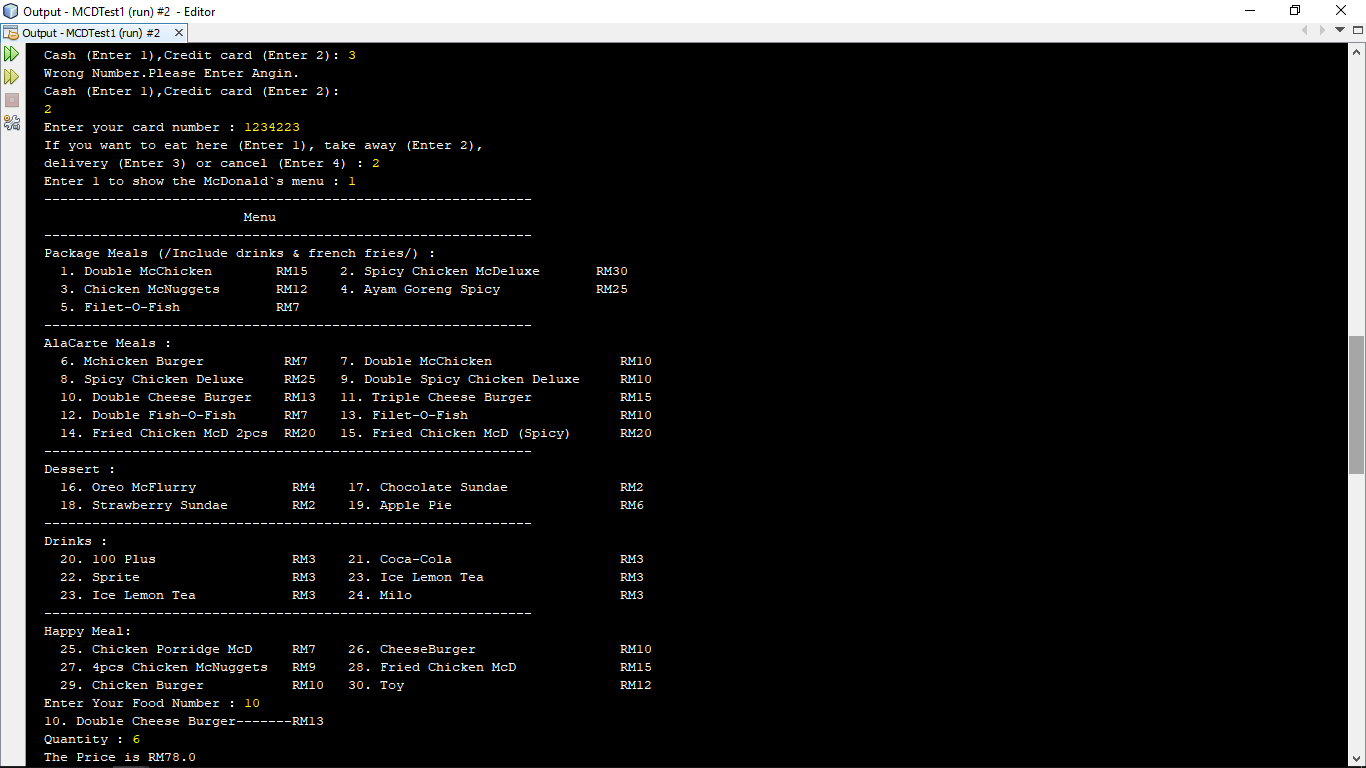 Output - MCDTest1 (run) #2 - Editor
Output - MCDTest1 (run) #2
Cash (Enter 1),Credit card (Enter 2): 3
Wrong Number.Please Enter Angin.
Cash (Enter 1),Credit card (Enter 2):
2
Enter your card number : 1234223
If you want to eat here (Enter 1), take away (Enter 2),
delivery (Enter 3) or cancel (Enter 4) : 2
Enter 1 to show the McDonald`s menu : 1
-------------------------------------------------------------
Menu
-------------------------------------------------------------
Package Meals (/Include drinks & french fries/) :
1. Double McChicken RM15 2. Spicy Chicken McDeluxe RM30
3. Chicken McNuggets RM12 4. Ayam Goreng Spicy RM25
5. Filet-O-Fish RM7
-------------------------------------------------------------
AlaCarte Meals :
6. Mchicken Burger RM7 7. Double McChicken RM10
8. Spicy Chicken Deluxe RM25 9. Double Spicy Chicken Deluxe RM10
10. Double Cheese Burger RM13 11. Triple Cheese Burger RM15
12. Double Fish-O-Fish RM7 13. Filet-O-Fish RM10
14. Fried Chicken McD 2pcs RM20 15. Fried Chicken McD (Spicy) RM20
-------------------------------------------------------------
Dessert :
16. Oreo McFlurry RM4 17. Chocolate Sundae RM2
18. Strawberry Sundae RM2 19. Apple Pie RM6
-------------------------------------------------------------
Drinks :
20. 100 Plus RM3 21. Coca-Cola RM3
22. Sprite RM3 23. Ice Lemon Tea RM3
23. Ice Lemon Tea RM3 24. Milo RM3
-------------------------------------------------------------
Happy Meal:
25. Chicken Porridge McD RM7 26. CheeseBurger RM10
27. 4pcs Chicken McNuggets RM9 28. Fried Chicken McD RM15
29. Chicken Burger RM10 30. Toy RM12
Enter Your Food Number : 10
10. Double Cheese Burger-------RM13
Quantity : 6
The Price is RM78.0